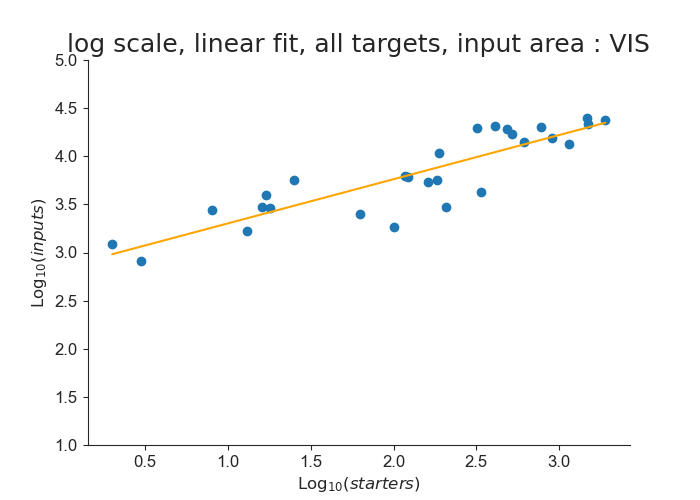 log scale, linear fit, all targets, input area : VIS
5.0
4.5
4.0
3.5
3.0
2.5
2.0
1.5
1.0
Log₁₀(inputs)
0.5 1.0 1.5 2.0 2.5 3.0
Log₁₀(starters)